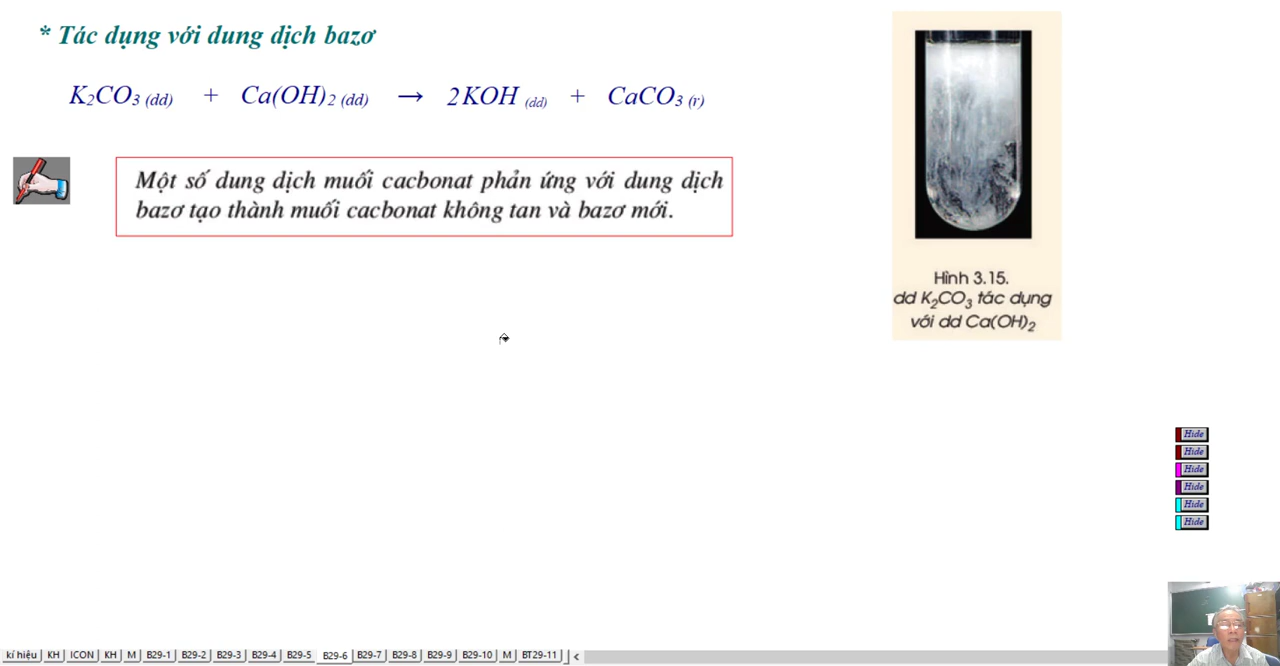 * Tác dụng với dung dịch bazơ
K₂CO₃ (dd) + Ca(OH)₂ (dd) → 2KOH (dd) + CaCO₃ (r)
Một số dung dịch muối cacbonat phản ứng với dung dịch
bazơ tạo thành muối cacbonat không tan và bazơ mới.
Hình 3.15.
dd K₂CO₃ tác dụng
với dd Ca(OH)₂
Hide
Hide
Hide
Hide
Hide
Hide
kí hiệu KH ICON KH M B29-1 B29-2 B29-3 B29-4 B29-5 B29-6 B29-7 B29-8 B29-9 B29-10 M BT29-11